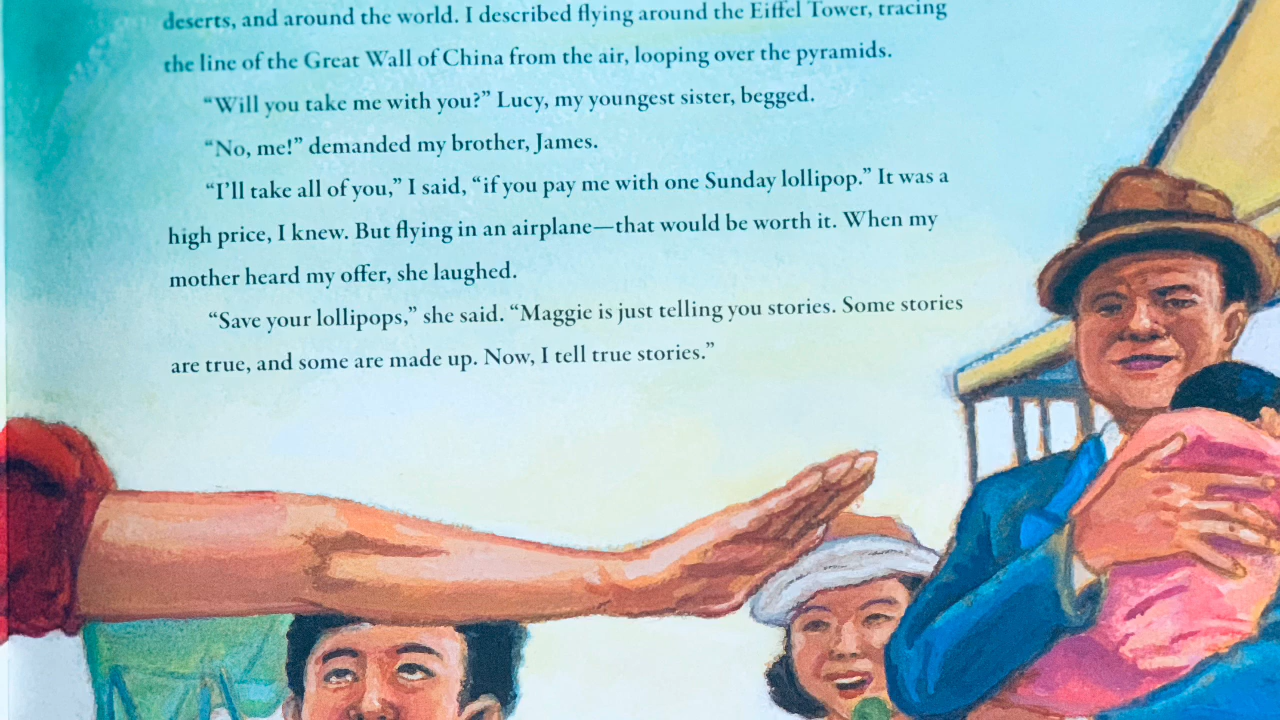 deserts, and around the world. I described flying around the Eiffel Tower, tracing
the line of the Great Wall of China from the air, looping over the pyramids.
“Will you take me with you?” Lucy, my youngest sister, begged.
“No, me!” demanded my brother, James.
“I’ll take all of you,” I said, “if you pay me with one Sunday lollipop.” It was a
high price, I knew. But flying in an airplane—that would be worth it. When my
mother heard my offer, she laughed.
“Save your lollipops,” she said. “Maggie is just telling you stories. Some stories
are true, and some are made up. Now, I tell true stories.”